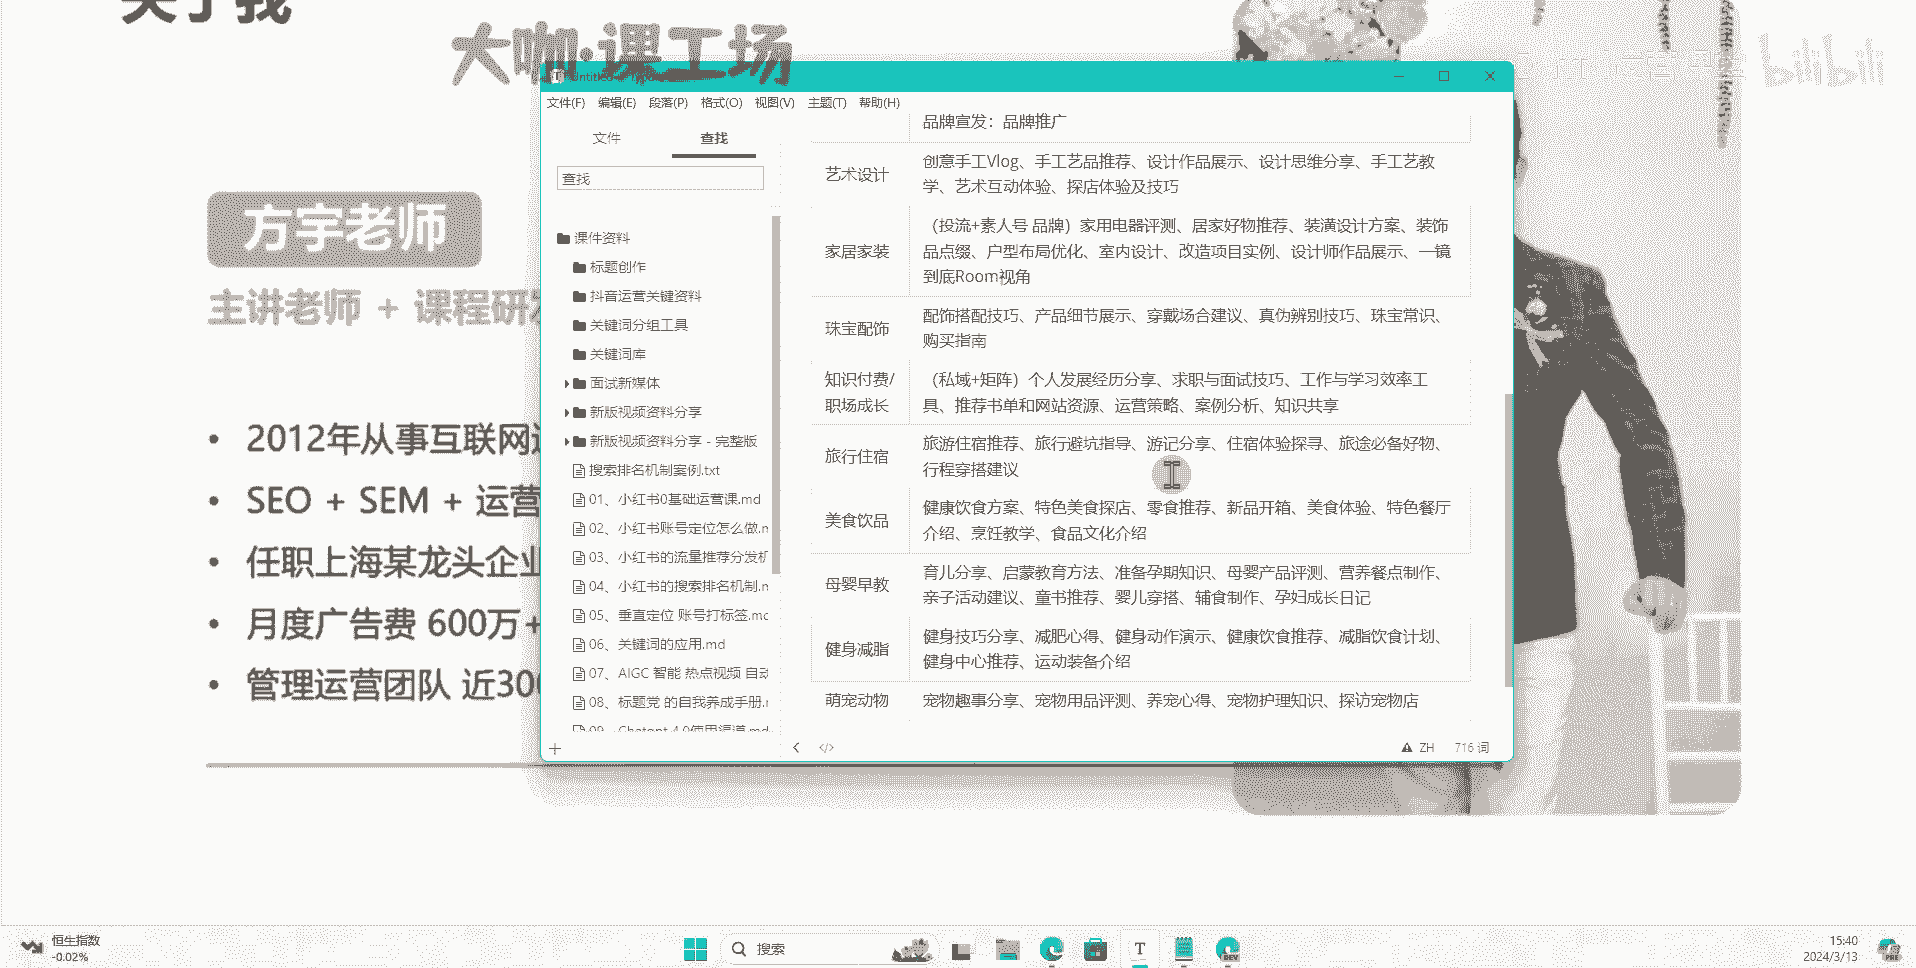 关于我
大咖·课工场
bilibili
方宇老师
主讲老师 + 课程研发
2012年从事互联网
SEO + SEM + 运营
任职上海某龙头企业
月度广告费 600万+
管理运营团队 近300
文件(F) 编辑(E) 段落(P) 格式(O) 视图(V) 主题(T) 帮助(H)
文件 查找
查找
课件资料
标题创作
抖音运营关键资料
关键词分组工具
关键词库
面试新媒体
新版视频资料分享
新版视频资料分享 - 完整版
搜索排名机制案例.txt
01、小红书0基础运营课.md
02、小红书账号定位怎么做.m
03、小红书的流量推荐分发机
04、小红书的搜索排名机制.m
05、垂直定位 账号打标签.mc
06、关键词的应用.md
07、AIGC 智能 热点视频 自动
08、标题党 的自我养成手册.r
09、Chatgpt 4.0使用渠道.md
品牌宣发：品牌推广
艺术设计
创意手工Vlog、手工艺品推荐、设计作品展示、设计思维分享、手工艺教
学、艺术互动体验、探店体验及技巧
家居家装
（投流+素人号 品牌）家用电器评测、居家好物推荐、装潢设计方案、装饰
品点缀、户型布局优化、室内设计、改造项目实例、设计师作品展示、一镜
到底Room视角
珠宝配饰
配饰搭配技巧、产品细节展示、穿戴场合建议、真伪辨别技巧、珠宝常识、
购买指南
知识付费/
职场成长
（私域+矩阵）个人发展经历分享、求职与面试技巧、工作与学习效率工
具、推荐书单和网站资源、运营策略、案例分析、知识共享
旅行住宿
旅游住宿推荐、旅行避坑指导、游记分享、住宿体验探寻、旅途必备好物、
行程穿搭建议
美食饮品
健康饮食方案、特色美食探店、零食推荐、新品开箱、美食体验、特色餐厅
介绍、烹饪教学、食品文化介绍
母婴早教
育儿分享、启蒙教育方法、准备孕期知识、母婴产品评测、营养餐点制作、
亲子活动建议、童书推荐、婴儿穿搭、辅食制作、孕妇成长日记
健身减脂
健身技巧分享、减肥心得、健身动作演示、健康饮食推荐、减脂饮食计划、
健身中心推荐、运动装备介绍
萌宠动物
宠物趣事分享、宠物用品评测、养宠心得、宠物护理知识、探访宠物店
ZH 716 词
恒生指数
-0.02%
搜索
DEV
15:40
2024/3/13
PRE